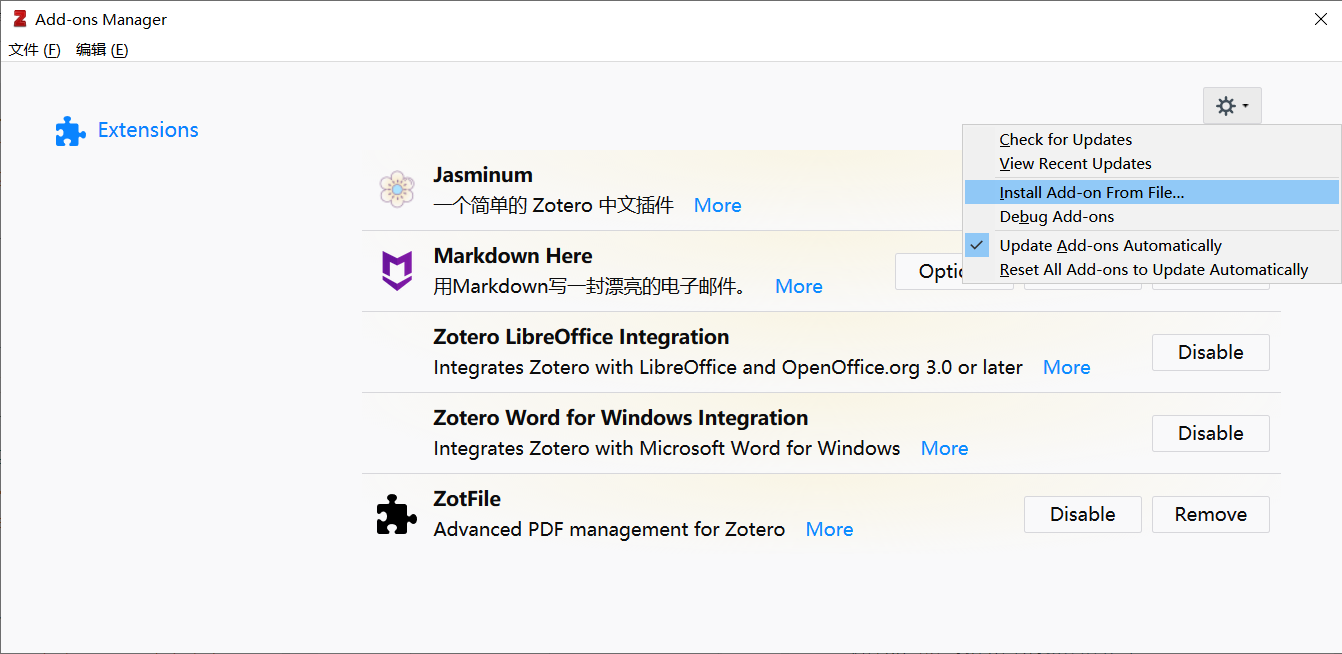 Add-ons Manager
文件 (F) 编辑 (E)
Extensions
Check for Updates
View Recent Updates
Install Add-on From File...
Debug Add-ons
Update Add-ons Automatically
Reset All Add-ons to Update Automatically
Jasminum
一个简单的 Zotero 中文插件 More
Markdown Here
用Markdown写一封漂亮的电子邮件。 More
Zotero LibreOffice Integration
Integrates Zotero with LibreOffice and OpenOffice.org 3.0 or later More
Disable
Zotero Word for Windows Integration
Integrates Zotero with Microsoft Word for Windows More
Disable
ZotFile
Advanced PDF management for Zotero More
Disable Remove